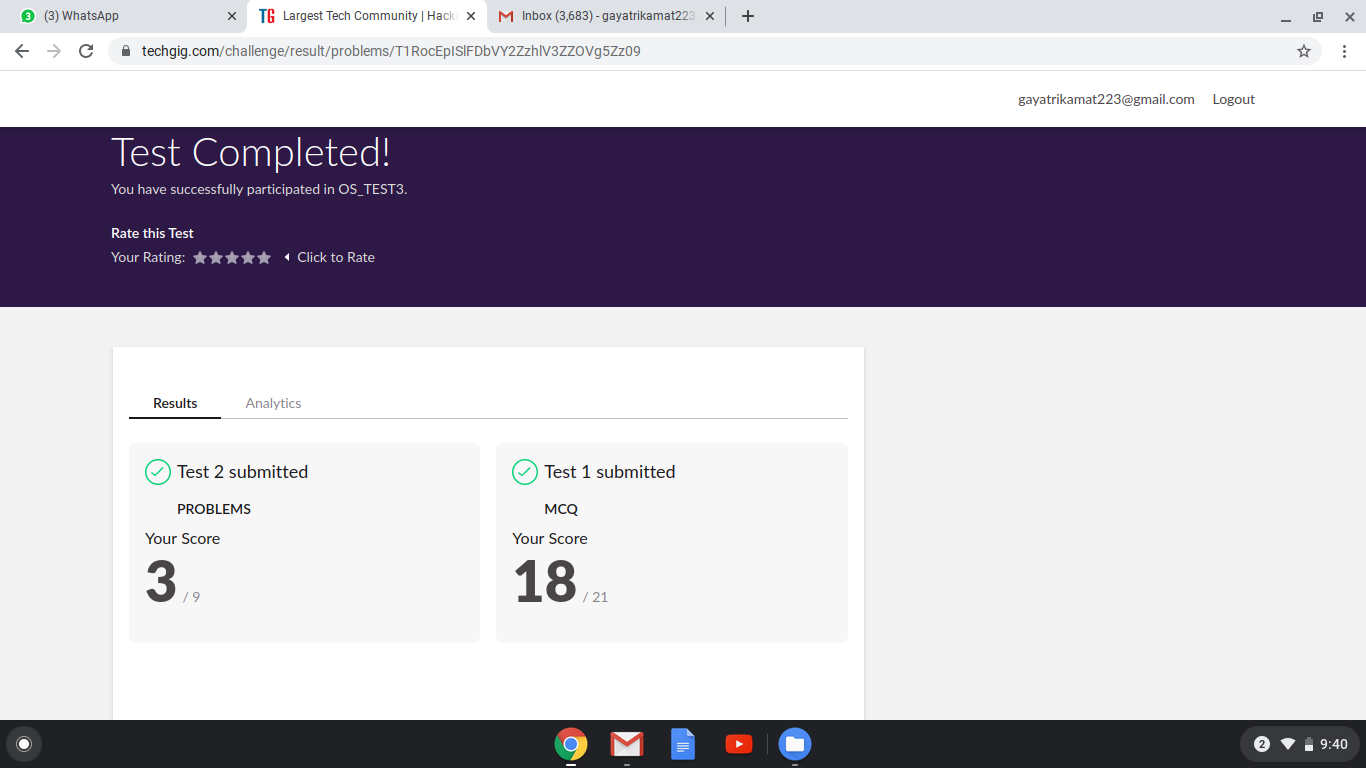 3
(3) WhatsApp
TG
Largest Tech Community | Hack
Inbox (3,683) - gayatrikamat223
techgig.com/challenge/result/problems/T1RocEpISlFDbVY2ZzhlV3ZZOVg5Zz09
gayatrikamat223@gmail.com Logout
Test Completed!
You have successfully participated in OS_TEST3.
Rate this Test
Your Rating: Click to Rate
Results Analytics
Test 2 submitted
PROBLEMS
Your Score
3 / 9
Test 1 submitted
MCQ
Your Score
18 / 21
2 9:40